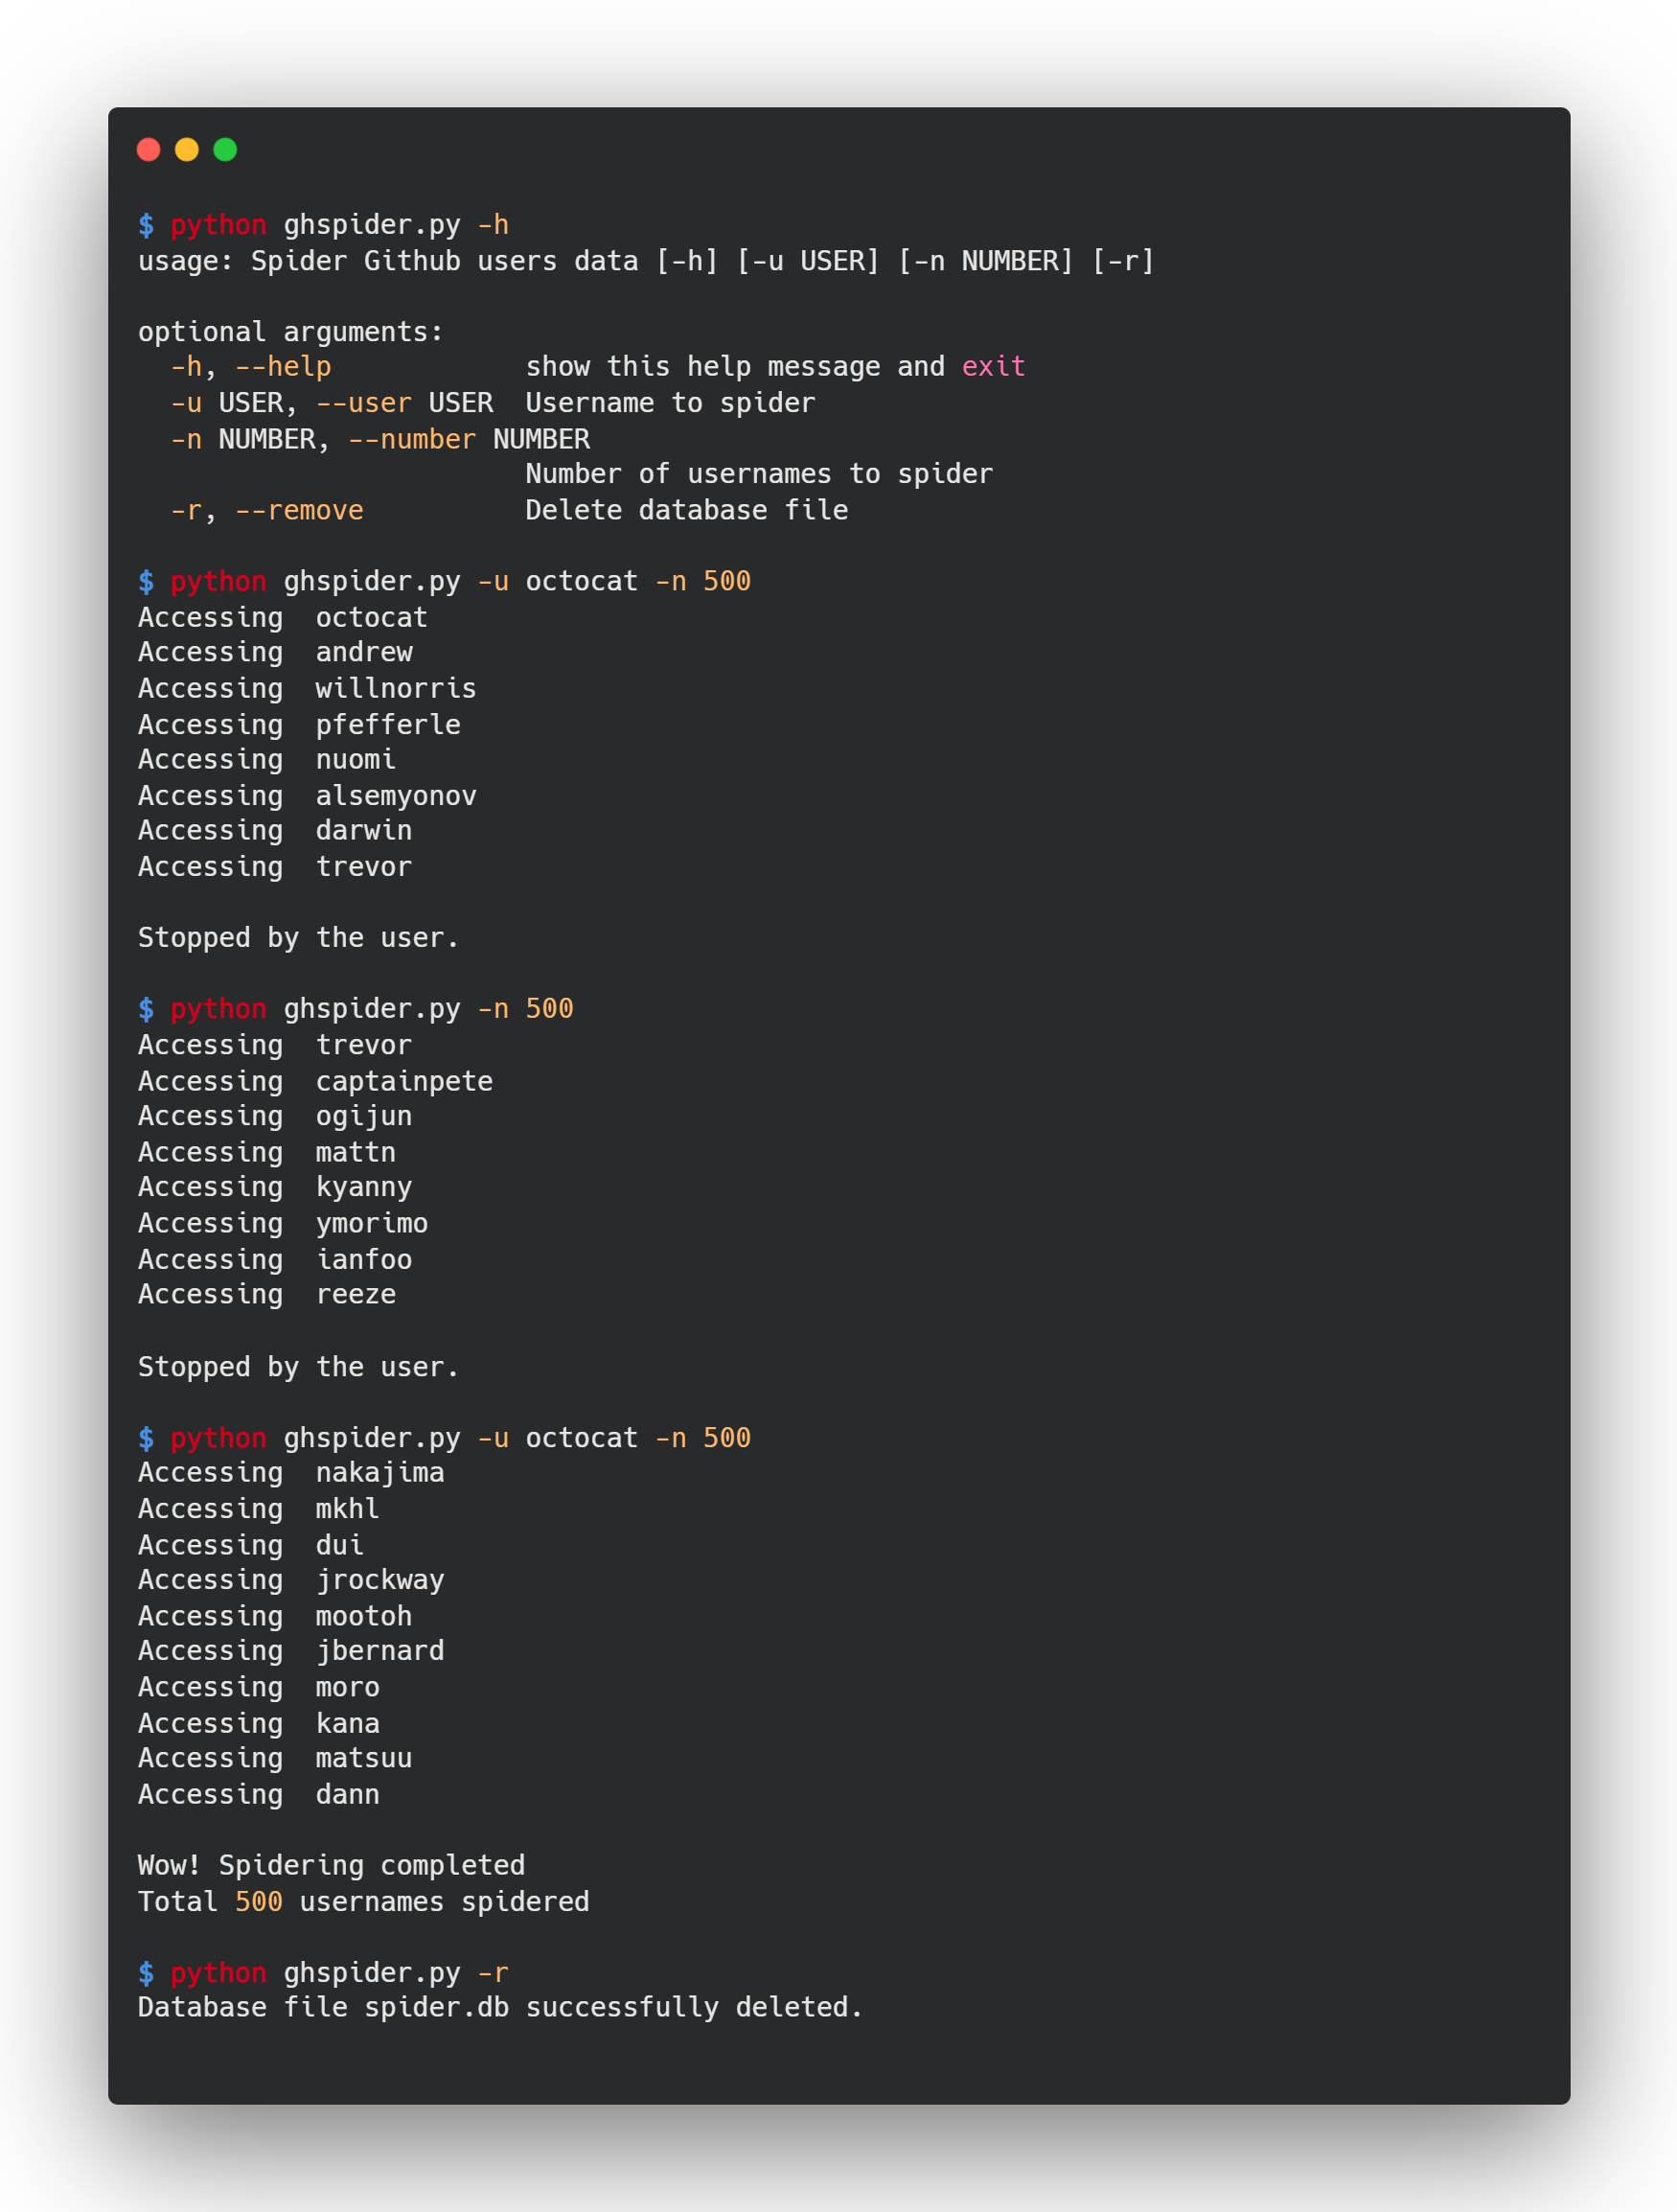 $ python ghspider.py -h
usage: Spider Github users data [-h] [-u USER] [-n NUMBER] [-r]
optional arguments:
-h, --help show this help message and exit
-u USER, --user USER Username to spider
-n NUMBER, --number NUMBER
Number of usernames to spider
-r, --remove Delete database file
$ python ghspider.py -u octocat -n 500
Accessing octocat
Accessing andrew
Accessing willnorris
Accessing pfefferle
Accessing nuomi
Accessing alsemyonov
Accessing darwin
Accessing trevor
Stopped by the user.
$ python ghspider.py -n 500
Accessing trevor
Accessing captainpete
Accessing ogijun
Accessing mattn
Accessing kyanny
Accessing ymorimo
Accessing ianfoo
Accessing reeze
Stopped by the user.
$ python ghspider.py -u octocat -n 500
Accessing nakajima
Accessing mkhl
Accessing dui
Accessing jrockway
Accessing mootoh
Accessing jbernard
Accessing moro
Accessing kana
Accessing matsuu
Accessing dann
Wow! Spidering completed
Total 500 usernames spidered
$ python ghspider.py -r
Database file spider.db successfully deleted.